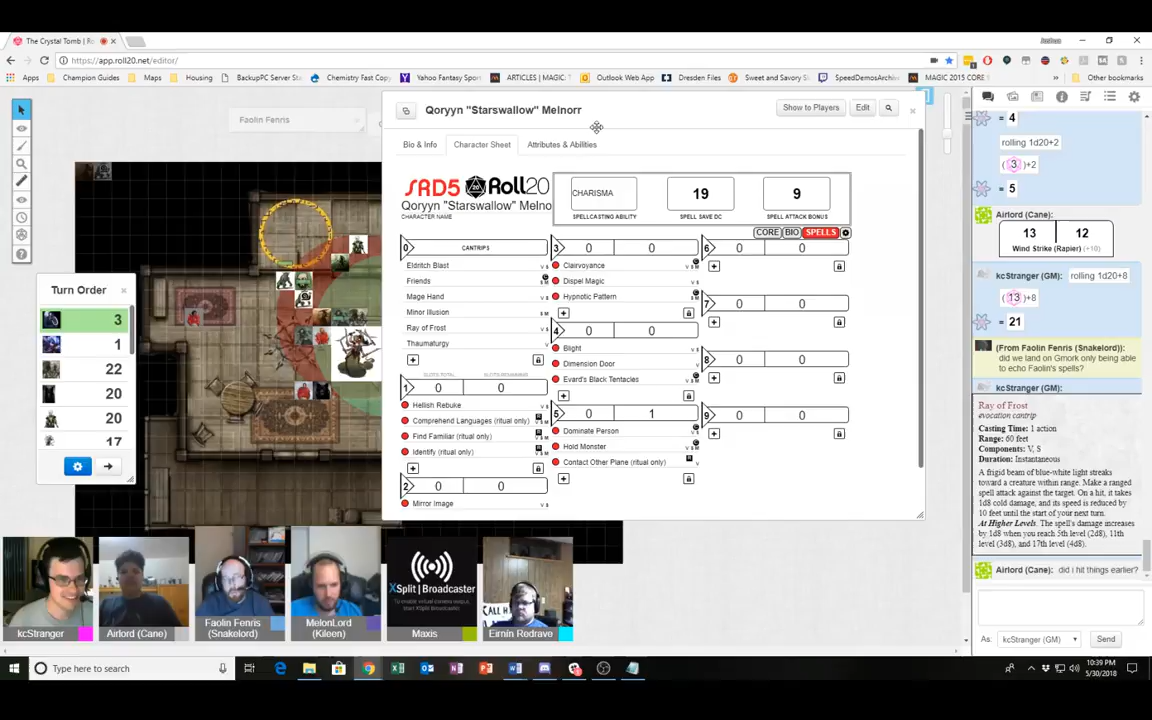 The Crystal Tomb | Ro
Joshua
https://app.roll20.net/editor/
Apps
Champion Guides
Maps
Housing
BackupPC Server Sta
Chemistry Fast Copy
Yahoo Fantasy Sport
ARTICLES | MAGIC: T
Outlook Web App
Dresden Files
Sweet and Savory S
SpeedDemosArchive
MAGIC 2015 CORE S
Other bookmarks
Faolin Fenris
Qoryyn "Starswallow" Melnorr
Show to Players
Edit
Bio & Info
Character Sheet
Attributes & Abilities
SRD5 Roll20
Qoryyn "Starswallow" Melno
CHARACTER NAME
CHARISMA
19
9
SPELLCASTING ABILITY
SPELL SAVE DC
SPELL ATTACK BONUS
CORE BIO SPELLS
0 CANTRIPS
Eldritch Blast
Friends
Mage Hand
Minor Illusion
Ray of Frost
Thaumaturgy
SLOTS TOTAL
SLOTS REMAINING
1 0 0
Hellish Rebuke
Comprehend Languages (ritual only)
Find Familiar (ritual only)
Identify (ritual only)
2 0 0
Mirror Image
3 0 0
Clairvoyance
Dispel Magic
Hypnotic Pattern
4 0 0
Blight
Dimension Door
Evard's Black Tentacles
5 0 1
Dominate Person
Hold Monster
Contact Other Plane (ritual only)
6 0 0
7 0 0
8 0 0
9 0 0
Turn Order
3
1
22
20
20
17
= 4
rolling 1d20+2
(3)+2
= 5
Airlord (Cane):
13 12
Wind Strike (Rapier) (+10)
kcStranger (GM): rolling 1d20+8
(13)+8
= 21
(From Faolin Fenris (Snakelord)):
did we land on Gmork only being able
to echo Faolin's spells?
kcStranger (GM):
Ray of Frost
evocation cantrip
Casting Time: 1 action
Range: 60 feet
Components: V, S
Duration: Instantaneous
A frigid beam of blue-white light streaks
toward a creature within range. Make a ranged
spell attack against the target. On a hit, it takes
1d8 cold damage, and its speed is reduced by
10 feet until the start of your next turn.
At Higher Levels. The spell's damage increases
by 1d8 when you reach 5th level (2d8), 11th
level (3d8), and 17th level (4d8).
Airlord (Cane): did i hit things earlier?
As: kcStranger (GM)
Send
kcStranger
Airlord (Cane)
Faolin Fenris
(Snakelord)
MelonLord
(Kileen)
XSplit | Broadcaster
Maxis
Eirnín Redrave
Type here to search
10:39 PM
5/30/2018